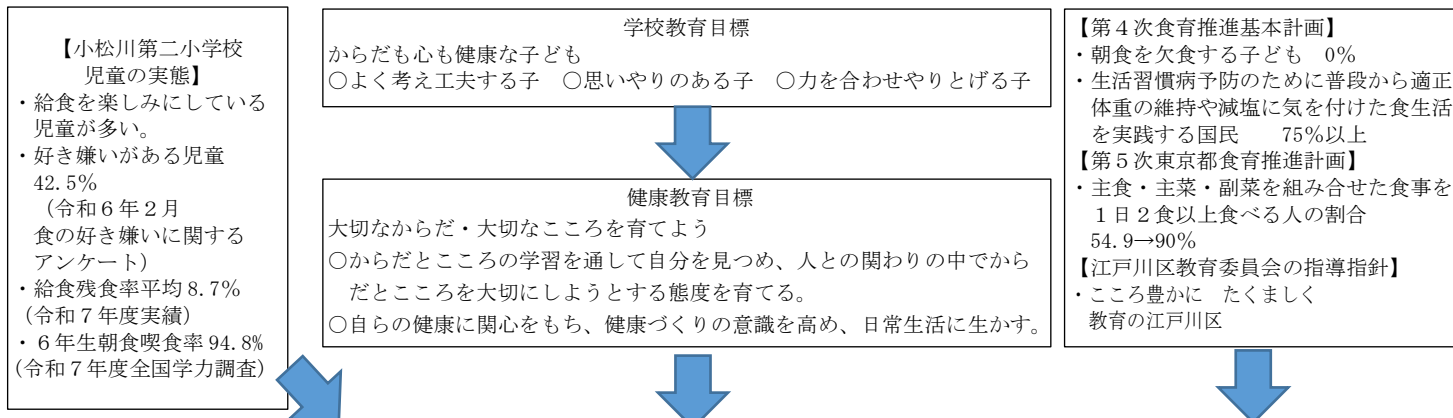 【小松川第二小学校
児童の実態】
・給食を楽しみにしている
児童が多い。
・好き嫌いがある児童
42.5%
（令和６年２月
食の好き嫌いに関する
アンケート）
・給食残食率平均 8.7%
（令和７年度実績）
・６年生朝食喫食率 94.8%
（令和７年度全国学力調査）
学校教育目標
からだも心も健康な子ども
○よく考え工夫する子　○思いやりのある子　○力を合わせやりとげる子
健康教育目標
大切なからだ・大切なこころを育てよう
○からだとこころの学習を通して自分を見つめ、人との関わりの中でから
だとこころを大切にしようとする態度を育てる。
○自らの健康に関心をもち、健康づくりの意識を高め、日常生活に生かす。
【第４次食育推進基本計画】
・朝食を欠食する子ども　0%
・生活習慣病予防のために普段から適正
体重の維持や減塩に気を付けた食生活
を実践する国民　　75%以上
【第５次東京都食育推進計画】
・主食・主菜・副菜を組み合せた食事を
１日２食以上食べる人の割合
54.9→90%
【江戸川区教育委員会の指導指針】
・こころ豊かに　たくましく
教育の江戸川区